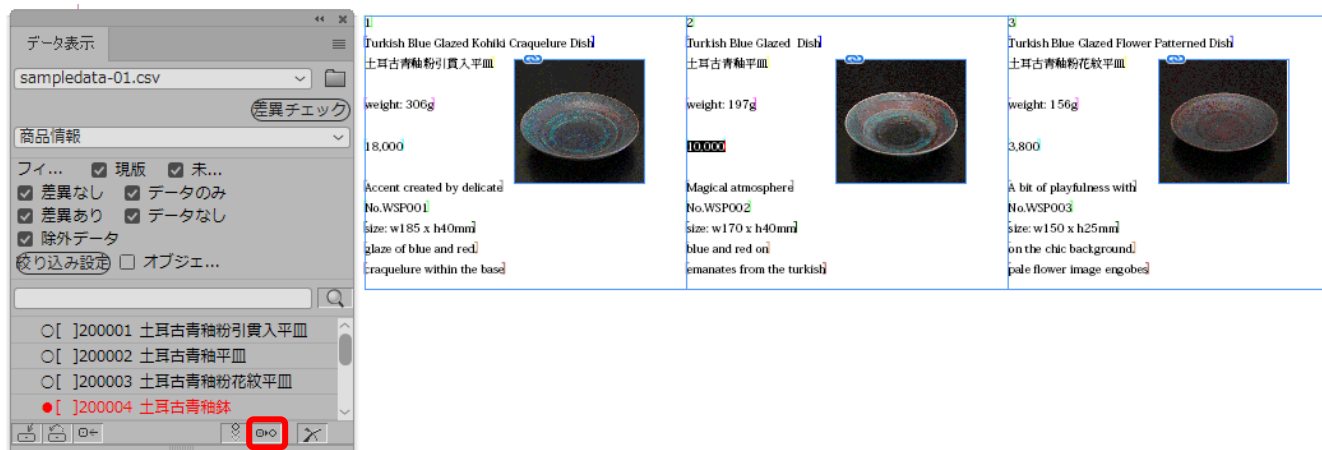 データ表示
sampledata-01.csv
差異チェック
商品情報
フィ... 現版 未...
差異なし データのみ
差異あり データなし
除外データ
絞り込み設定 オブジェ...
○[ ]200001 土耳古青釉粉引貫入平皿
○[ ]200002 土耳古青釉平皿
○[ ]200003 土耳古青釉粉花紋平皿
●[ ]200004 土耳古青釉鉢
1
Turkish Blue Glazed Kohiki Craquelure Dish
土耳古青釉粉引貫入平皿
weight: 306g
18,000
Accent created by delicate
No.WSP001
size: w185 x h40mm
glaze of blue and red.
craquelure within the base
2
Turkish Blue Glazed Dish
土耳古青釉平皿
weight: 197g
10,000
Magical atmosphere
No.WSP002
size: w170 x h40mm
blue and red on
emanates from the turkish
3
Turkish Blue Glazed Flower Patterned Dish
土耳古青釉粉花紋平皿
weight: 156g
3,800
A bit of playfulness with
No.WSP003
size: w150 x h25mm
on the chic background.
pale flower image engobes